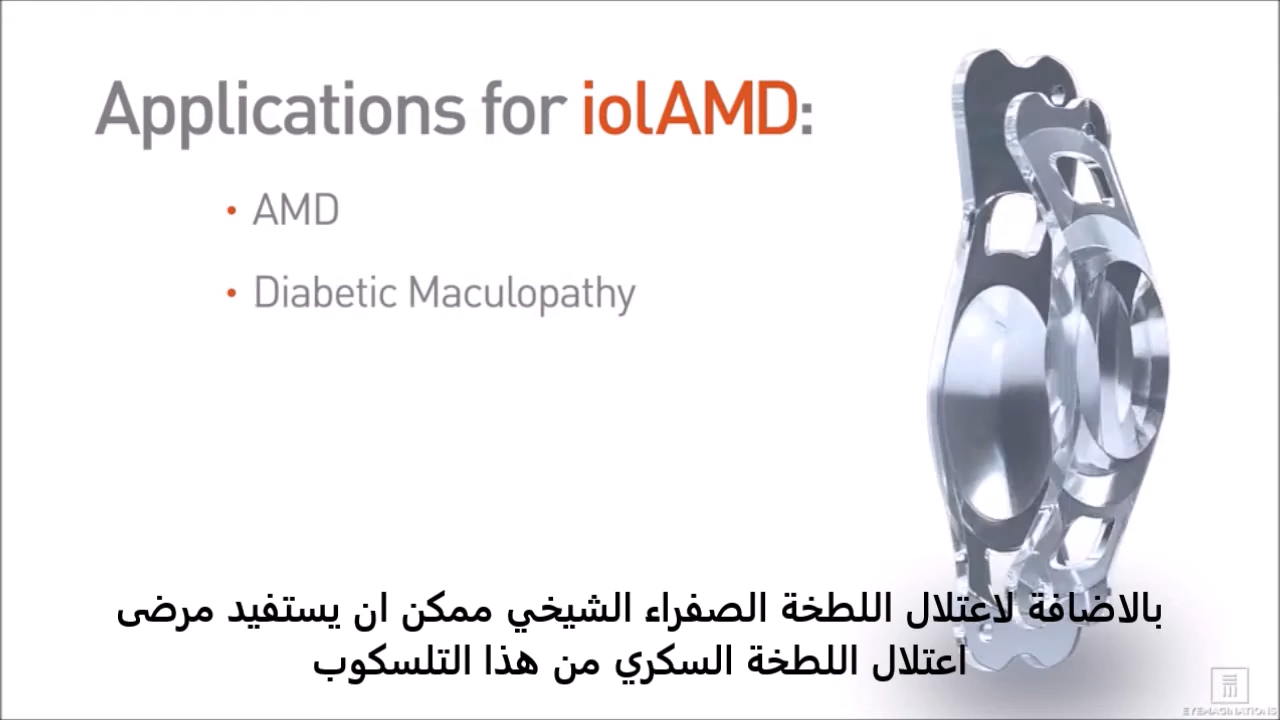 Applications for iolAMD:
• AMD
• Diabetic Maculopathy
بالاضافة لاعتلال اللطخة الصفراء الشيخي ممكن ان يستفيد مرضى
اعتلال اللطخة السكري من هذا التلسكوب
EYEMAGINATIONS